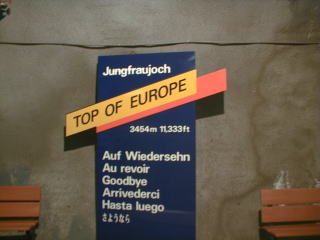 Jungfraujoch
TOP OF EUROPE
3454m 11,333ft
Auf Wiedersehn
Au revoir
Goodbye
Arrivederci
Hasta luego
さようなら